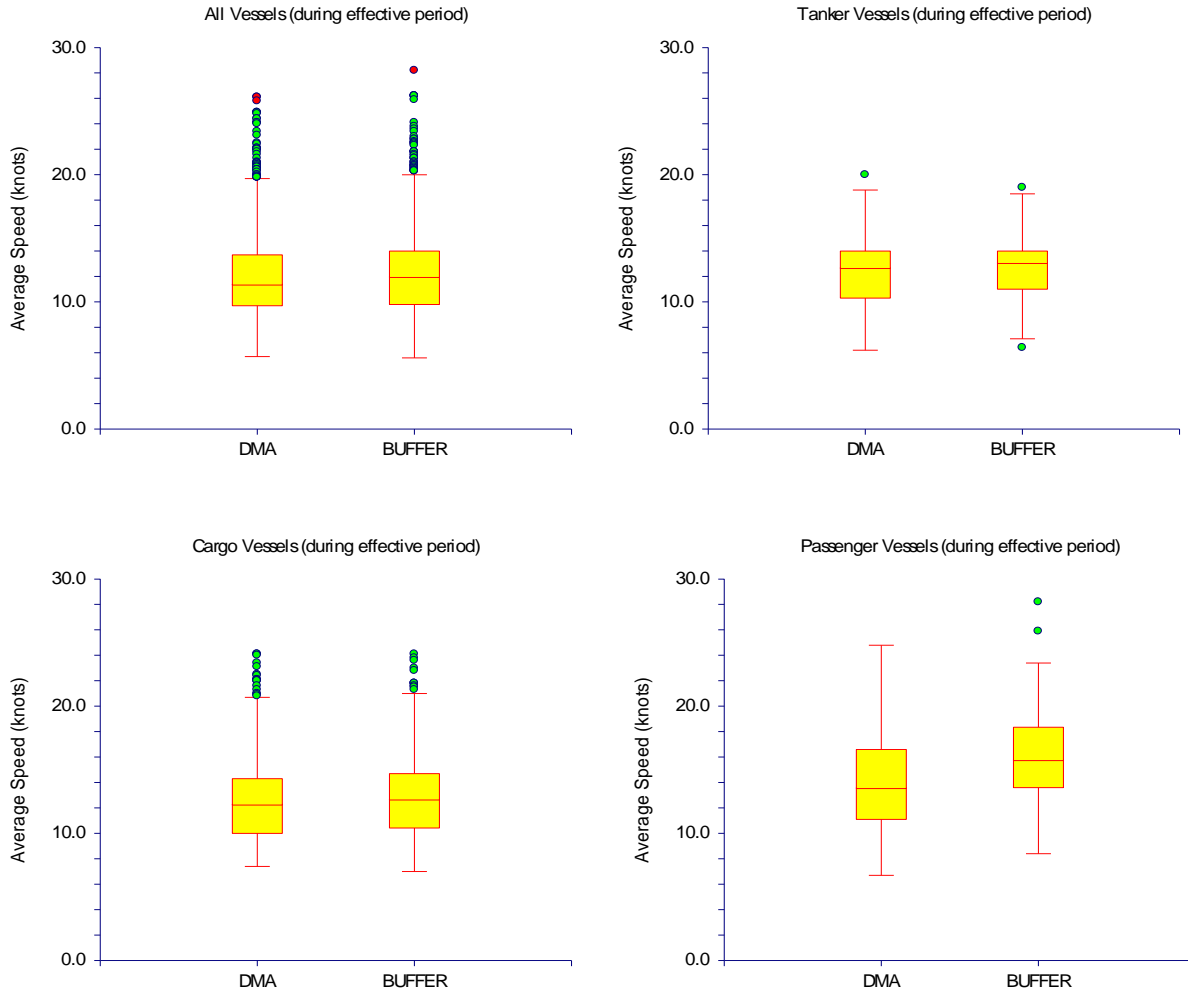 All Vessels (during effective period)
30.0
20.0
10.0
0.0
Average Speed (knots)
DMA
BUFFER
Tanker Vessels (during effective period)
30.0
20.0
10.0
0.0
Average Speed (knots)
DMA
BUFFER
Cargo Vessels (during effective period)
30.0
20.0
10.0
0.0
Average Speed (knots)
DMA
BUFFER
Passenger Vessels (during effective period)
30.0
20.0
10.0
0.0
Average Speed (knots)
DMA
BUFFER